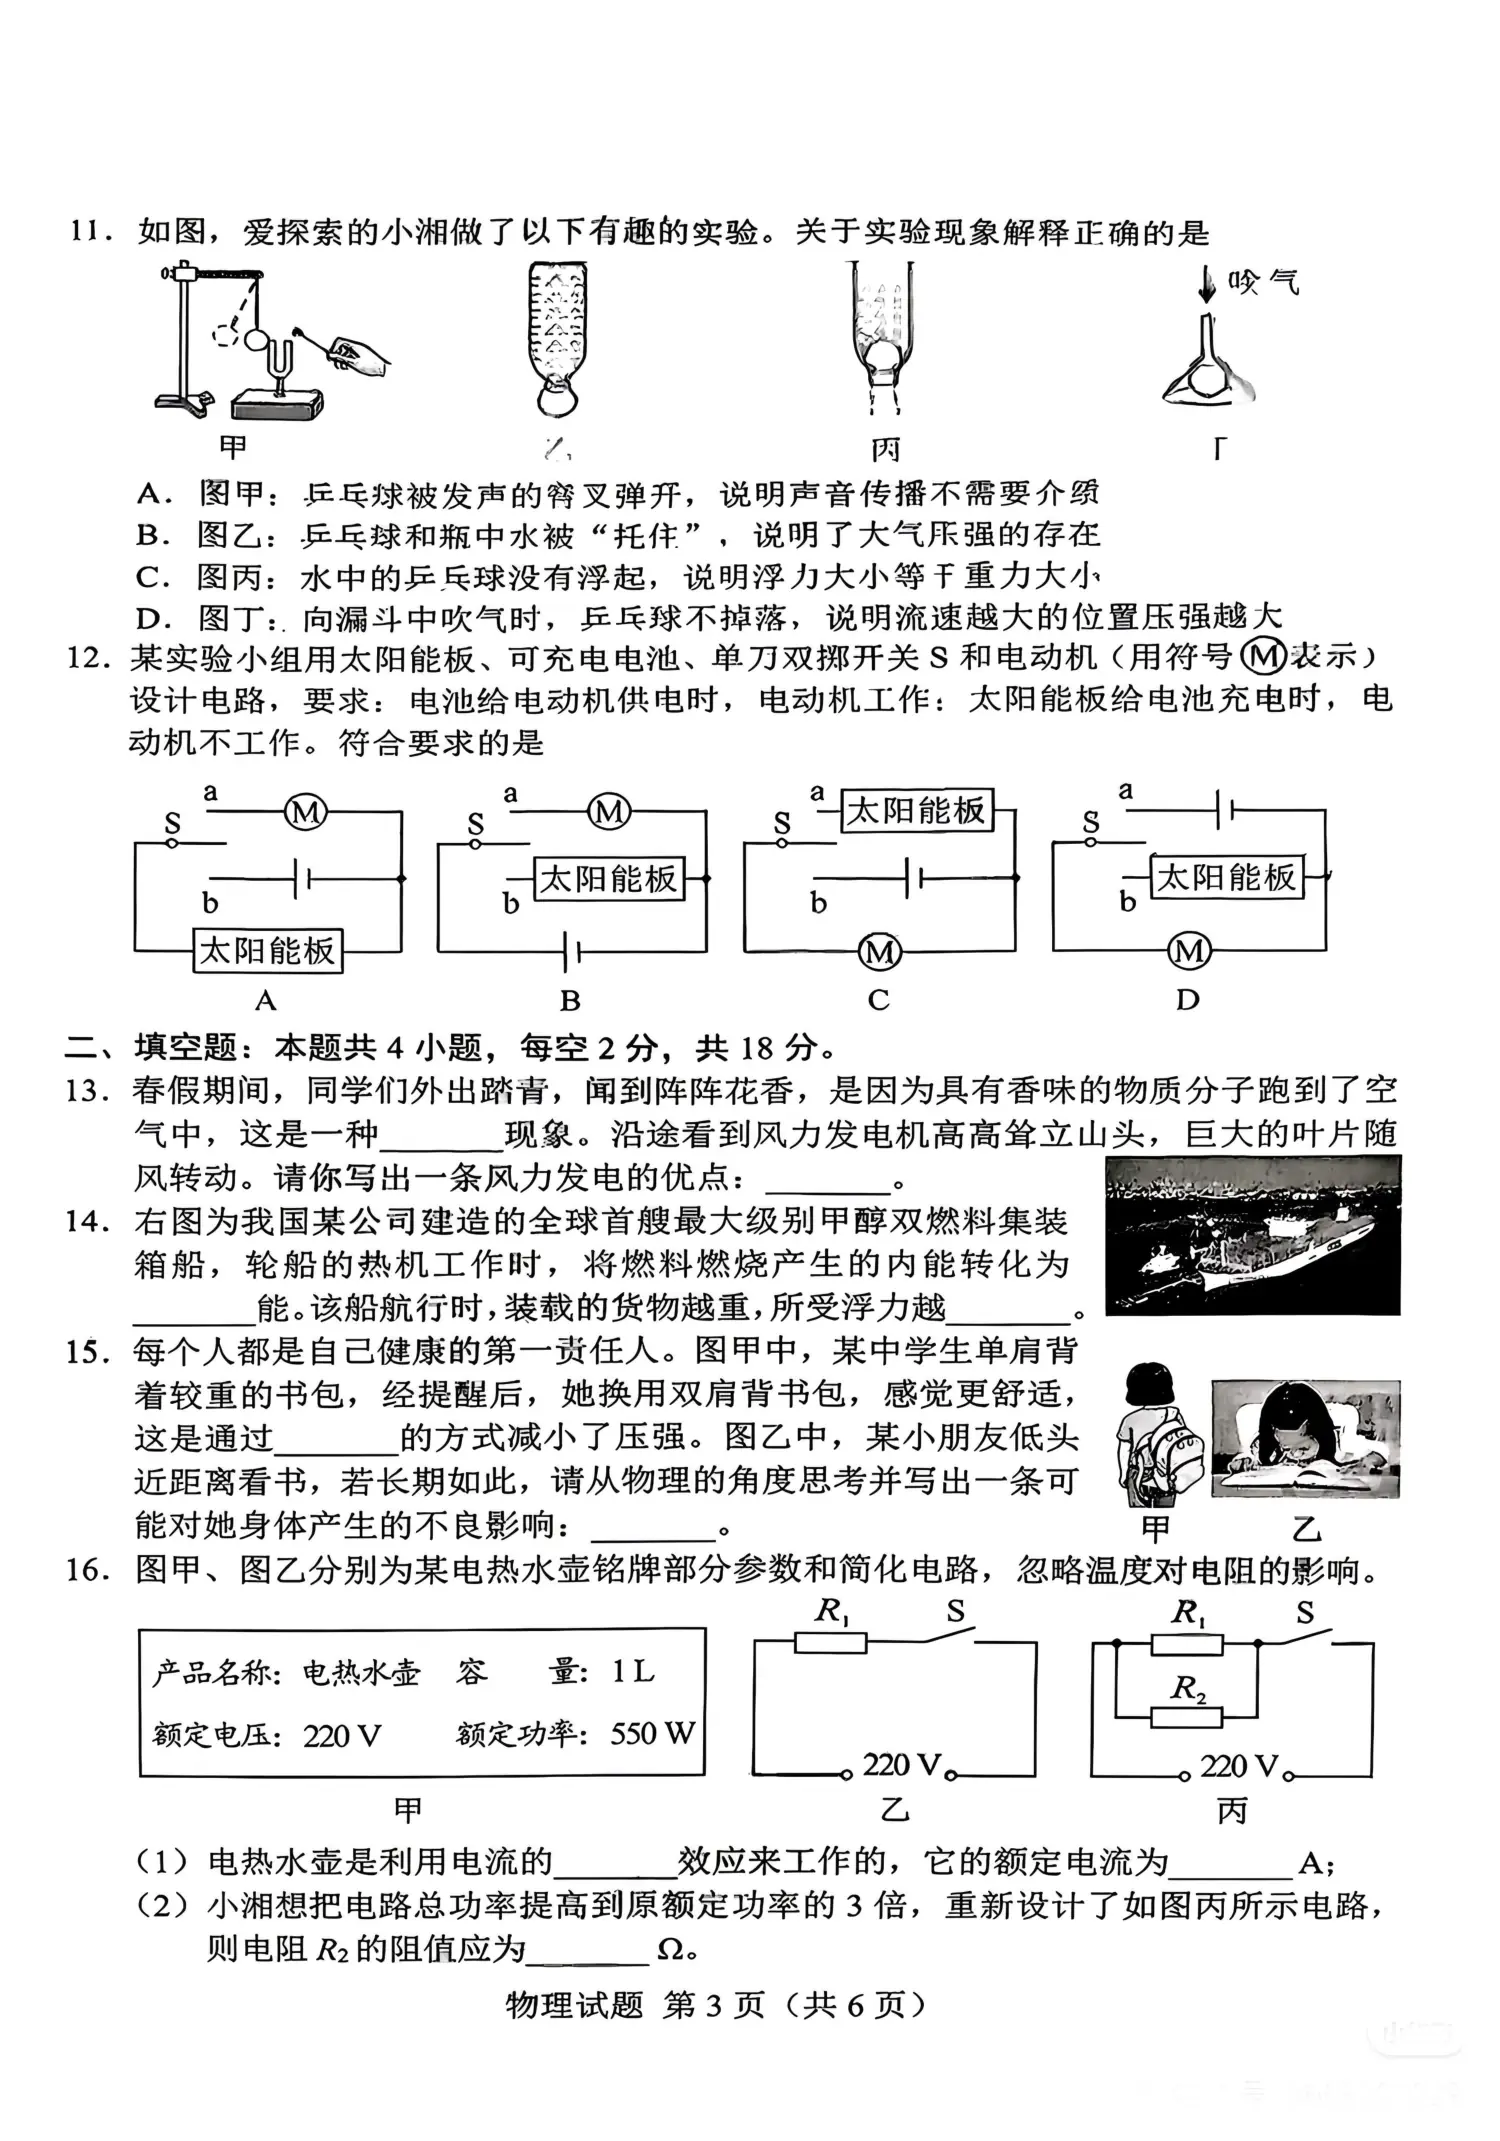 11．如图，爱探索的小湘做了以下有趣的实验。关于实验现象解释正确的是
吹气
甲 乙 丙 丁
A．图甲：乒乓球被发声的音叉弹开，说明声音传播不需要介质
B．图乙：乒乓球和瓶中水被“托住”，说明了大气压强的存在
C．图丙：水中的乒乓球没有浮起，说明浮力大小等于重力大小
D．图丁：向漏斗中吹气时，乒乓球不掉落，说明流速越大的位置压强越大
12．某实验小组用太阳能板、可充电电池、单刀双掷开关 S 和电动机（用符号Ⓜ表示）
设计电路，要求：电池给电动机供电时，电动机工作；太阳能板给电池充电时，电
动机不工作。符合要求的是
a M S b 太阳能板
a M S 太阳能板 b
a 太阳能板 S b M
a S 太阳能板 b M
A B C D
二、填空题：本题共 4 小题，每空 2 分，共 18 分。
13．春假期间，同学们外出踏青，闻到阵阵花香，是因为具有香味的物质分子跑到了空
气中，这是一种______现象。沿途看到风力发电机高高耸立山头，巨大的叶片随
风转动。请你写出一条风力发电的优点：______。
14．右图为我国某公司建造的全球首艘最大级别甲醇双燃料集装
箱船，轮船的热机工作时，将燃料燃烧产生的内能转化为
______能。该船航行时，装载的货物越重，所受浮力越______。
15．每个人都是自己健康的第一责任人。图甲中，某中学生单肩背
着较重的书包，经提醒后，她换用双肩背书包，感觉更舒适，
这是通过______的方式减小了压强。图乙中，某小朋友低头
近距离看书，若长期如此，请从物理的角度思考并写出一条可
能对她身体产生的不良影响：______。
甲 乙
16．图甲、图乙分别为某电热水壶铭牌部分参数和简化电路，忽略温度对电阻的影响。
产品名称：电热水壶 容 量：1 L
额定电压：220 V 额定功率：550 W
甲
R₁ S
220 V
乙
R₁ S
R₂
220 V
丙
（1）电热水壶是利用电流的______效应来工作的，它的额定电流为______A；
（2）小湘想把电路总功率提高到原额定功率的 3 倍，重新设计了如图丙所示电路，
则电阻 R₂ 的阻值应为______Ω。
物理试题 第 3 页（共 6 页）